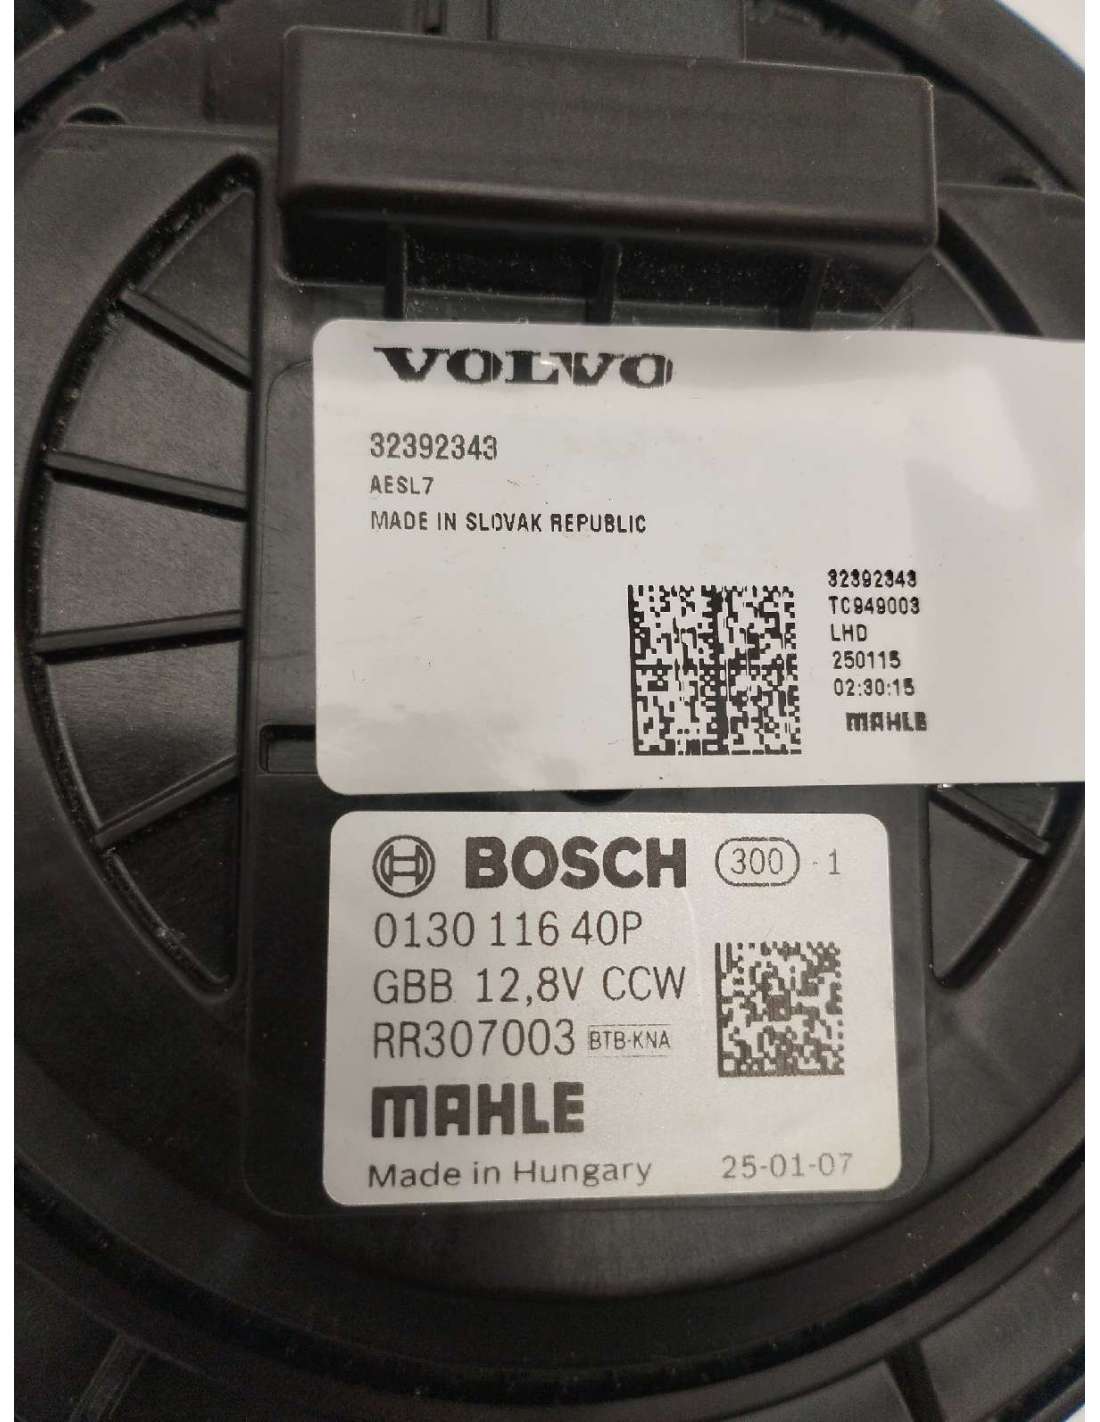 VOLVO
32392343
AESL7
MADE IN SLOVAK REPUBLIC
32392343
TC949003
LHD
250115
02:30:15
MAHLE
BOSCH 300 - 1
0130 116 40P
GBB 12,8V CCW
RR307003 BTB-KNA
MAHLE
Made in Hungary 25-01-07